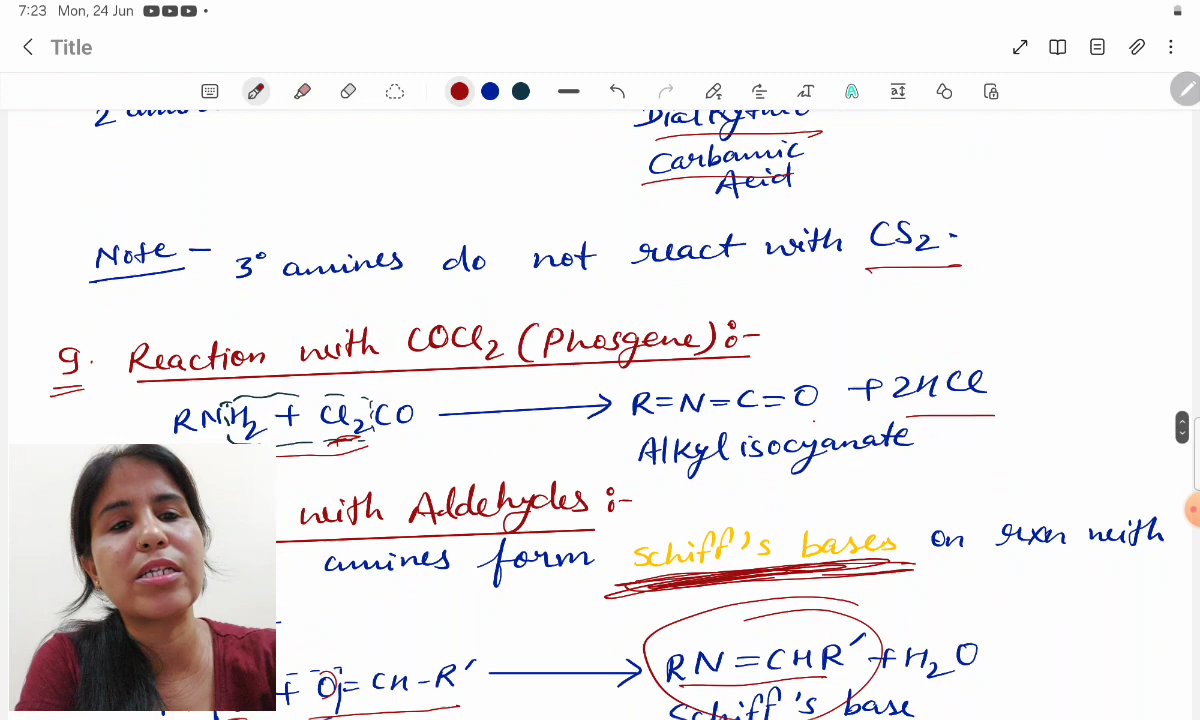 7:23 Mon, 24 Jun
Title
Carbamic
Acid
Note - 3° amines do not react with CS2.
9. Reaction with COCl2 (Phosgene) :-
RNH2 + Cl2CO ⟶ R=N=C=O + 2HCl
Alkyl isocyanate
with Aldehydes :-
amines form schiff's bases on rxn with
+ O=CH-R′ ⟶ RN=CHR′ + H2O
Schiff's base